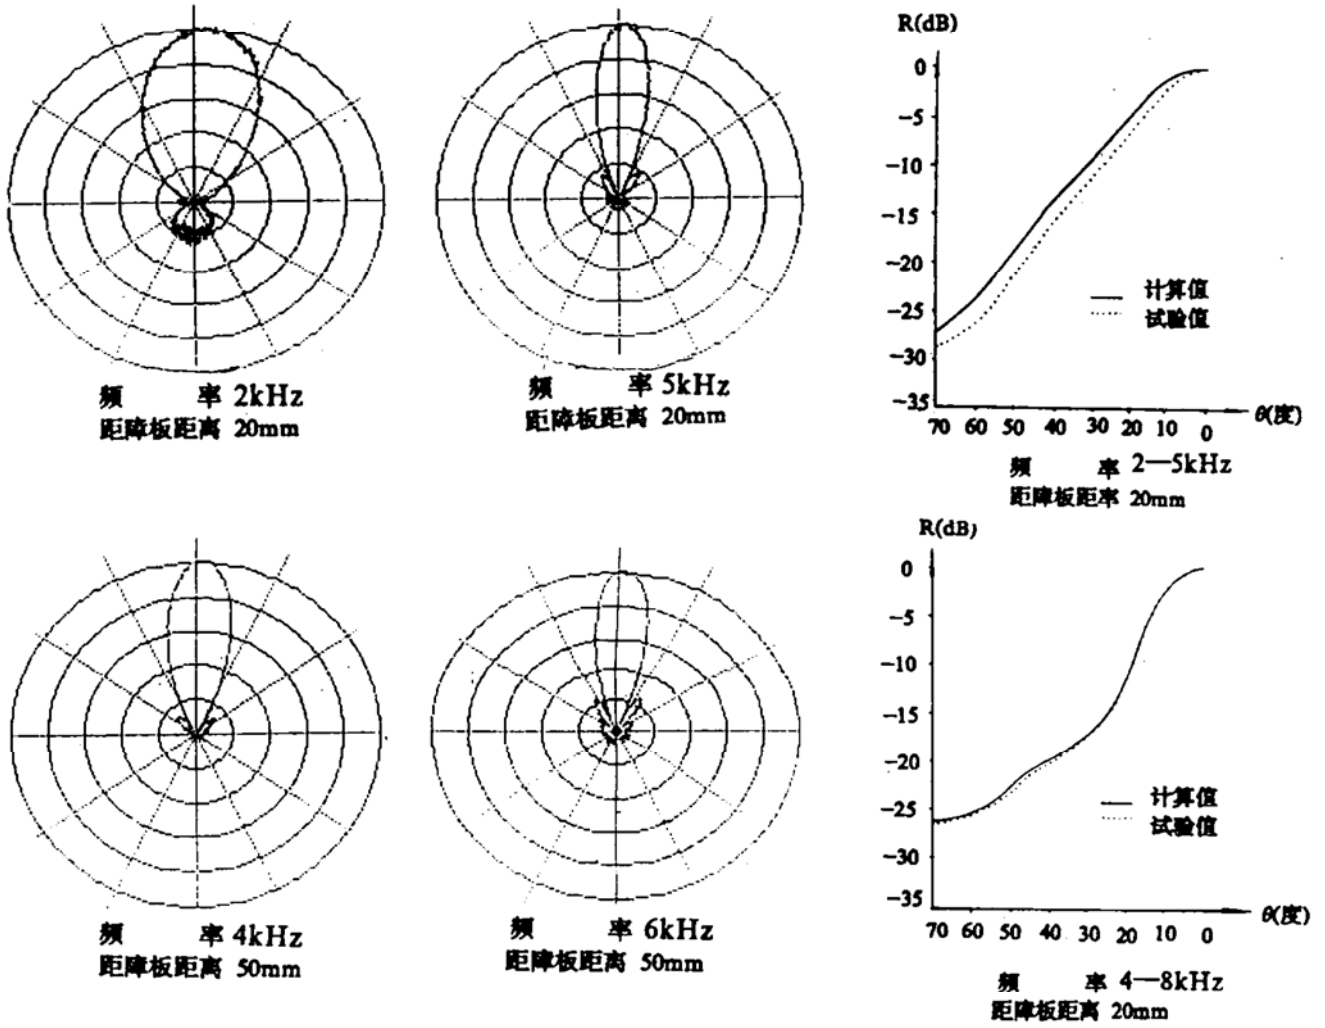 频 率 2kHz
距障板距离 20mm
频 率 5kHz
距障板距离 20mm
R(dB)
0
-5
-10
-15
-20
-25
-30
-35
计算值
试验值
70 60 50 40 30 20 10 0
θ(度)
频 率 2—5kHz
距障板距率 20mm
频 率 4kHz
距障板距离 50mm
频 率 6kHz
距障板距离 50mm
R(dB)
0
-5
-10
-15
-20
-25
-30
-35
计算值
试验值
70 60 50 40 30 20 10 0
θ(度)
频 率 4—8kHz
距障板距离 20mm